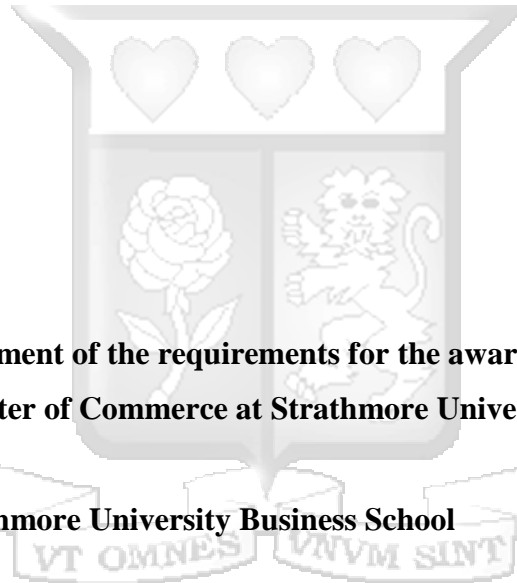 ment of the requirements for the awar
ter of Commerce at Strathmore Unive
hmore University Business School
VT OMNES VNVM SINT